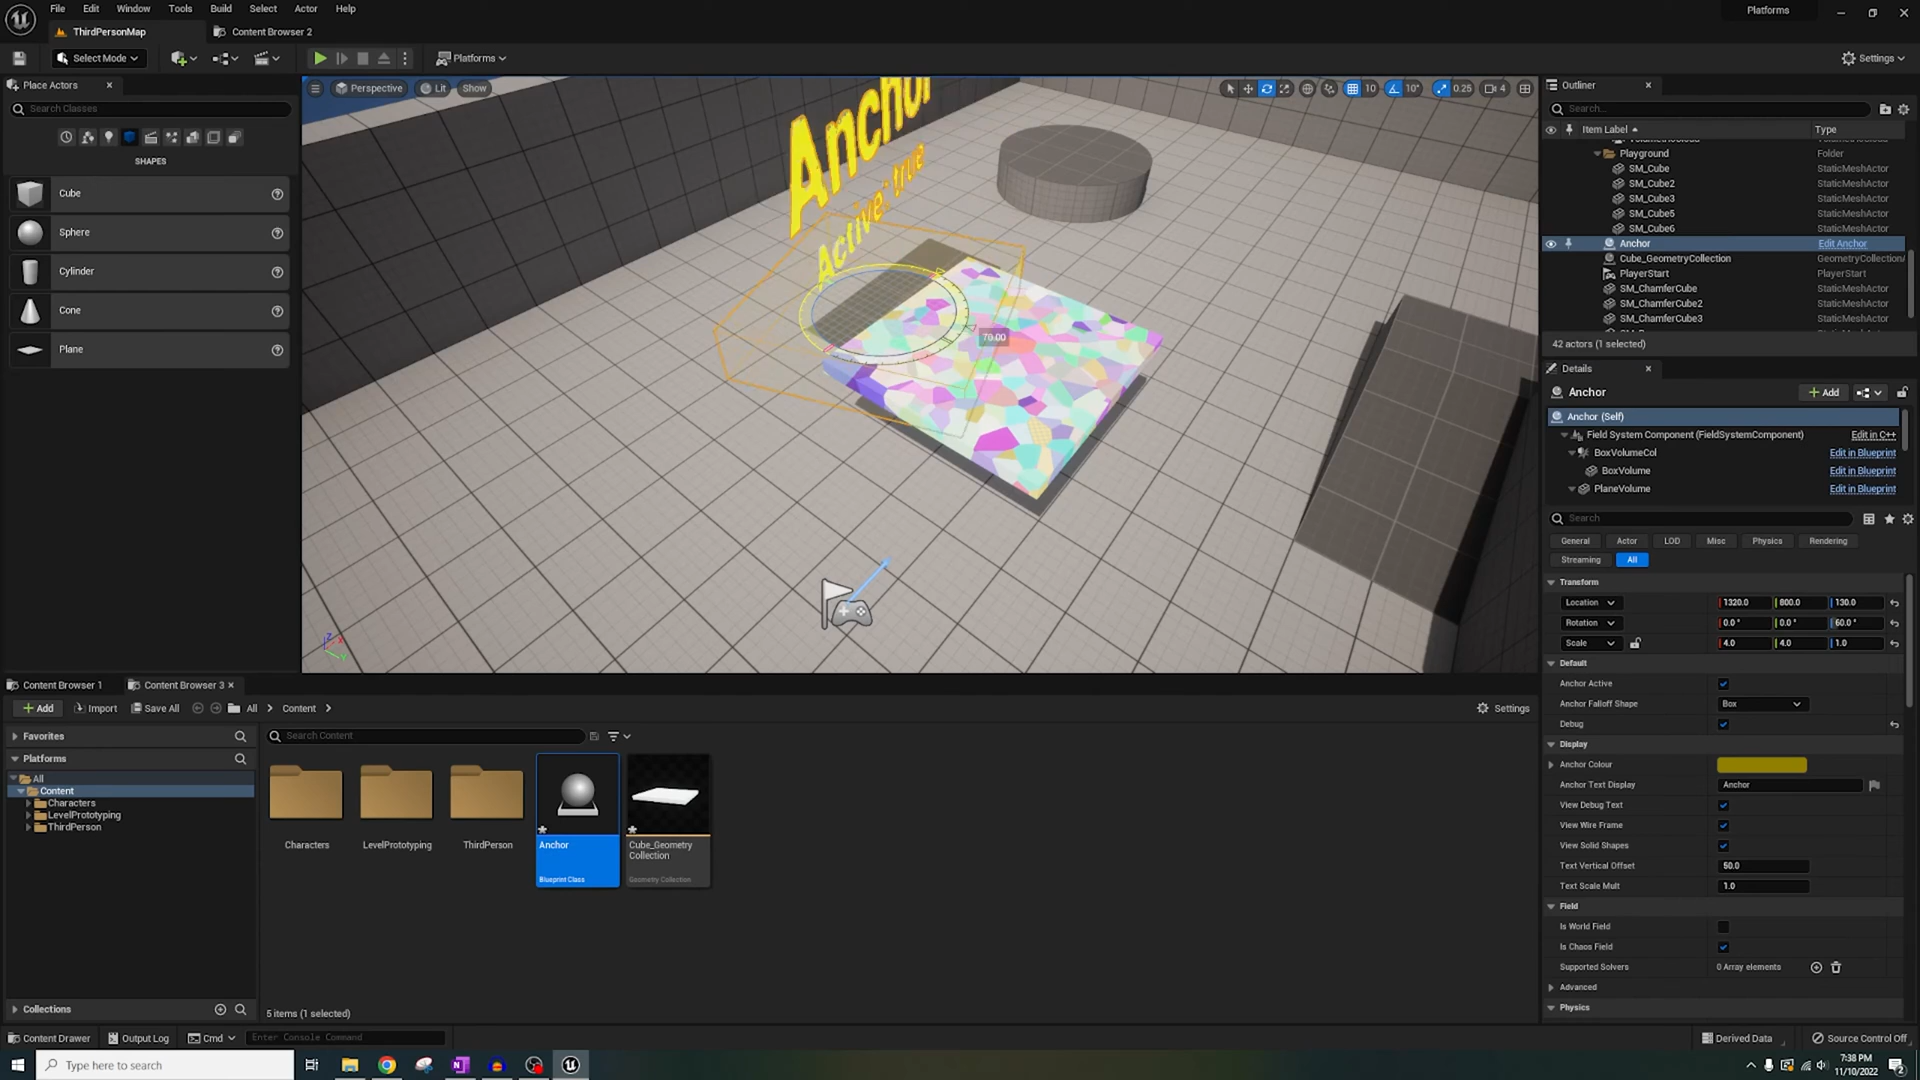 File Edit Window Tools Build Select Actor Help
Platforms
ThirdPersonMap
Content Browser 2
Select Mode
Platforms
Settings
Place Actors
Search Classes
SHAPES
Cube
Sphere
Cylinder
Cone
Plane
Perspective
Lit
Show
10
10°
0.25
4
Anchor
Active: true
70.00
Outliner
Search...
Item Label
Type
Playground Folder
SM_Cube StaticMeshActor
SM_Cube2 StaticMeshActor
SM_Cube3 StaticMeshActor
SM_Cube5 StaticMeshActor
SM_Cube6 StaticMeshActor
Anchor Edit Anchor
Cube_GeometryCollection GeometryCollection
PlayerStart PlayerStart
SM_ChamferCube StaticMeshActor
SM_ChamferCube2 StaticMeshActor
SM_ChamferCube3 StaticMeshActor
42 actors (1 selected)
Details
Anchor
Add
Anchor (Self)
Field System Component (FieldSystemComponent) Edit in C++
BoxVolumeCol Edit in Blueprint
BoxVolume Edit in Blueprint
PlaneVolume Edit in Blueprint
Search
General Actor LOD Misc Physics Rendering
Streaming All
Transform
Location 1320.0 800.0 130.0
Rotation 0.0° 0.0° 60.0°
Scale 4.0 4.0 1.0
Default
Anchor Active
Anchor Falloff Shape Box
Debug
Display
Anchor Colour
Anchor Text Display Anchor
View Debug Text
View Wire Frame
View Solid Shapes
Text Vertical Offset 50.0
Text Scale Mult 1.0
Field
Is World Field
Is Chaos Field
Supported Solvers 0 Array elements
Advanced
Physics
Content Browser 1
Content Browser 3
Add
Import
Save All
All
Content
Settings
Favorites
Platforms
All
Content
Characters
LevelPrototyping
ThirdPerson
Collections
Search Content
Characters
LevelPrototyping
ThirdPerson
Anchor
Blueprint Class
Cube_Geometry
Collection
Geometry Collection
5 items (1 selected)
Content Drawer
Output Log
Cmd
Enter Console Command
Derived Data
Source Control Off
Type here to search
7:38 PM
11/10/2022
2